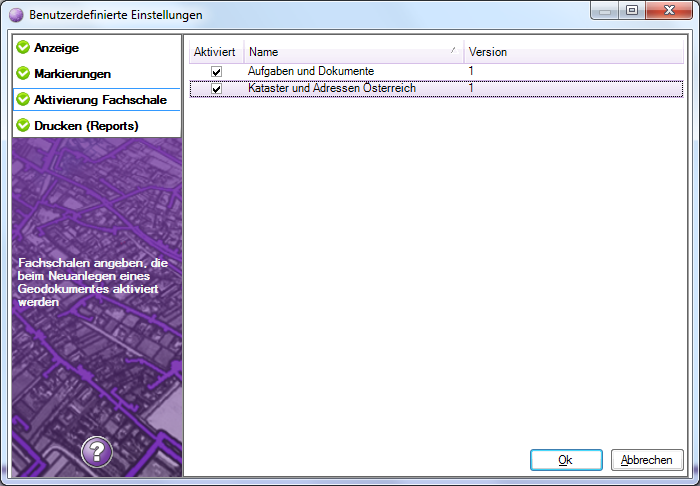 Benutzerdefinierte Einstellungen
Anzeige
Markierungen
Aktivierung Fachschale
Drucken (Reports)
Fachschalen angeben, die
beim Neuanlegen eines
Geodokumentes aktiviert
werden
?
Aktiviert Name Version
Aufgaben und Dokumente 1
Kataster und Adressen Österreich 1
Ok Abbrechen